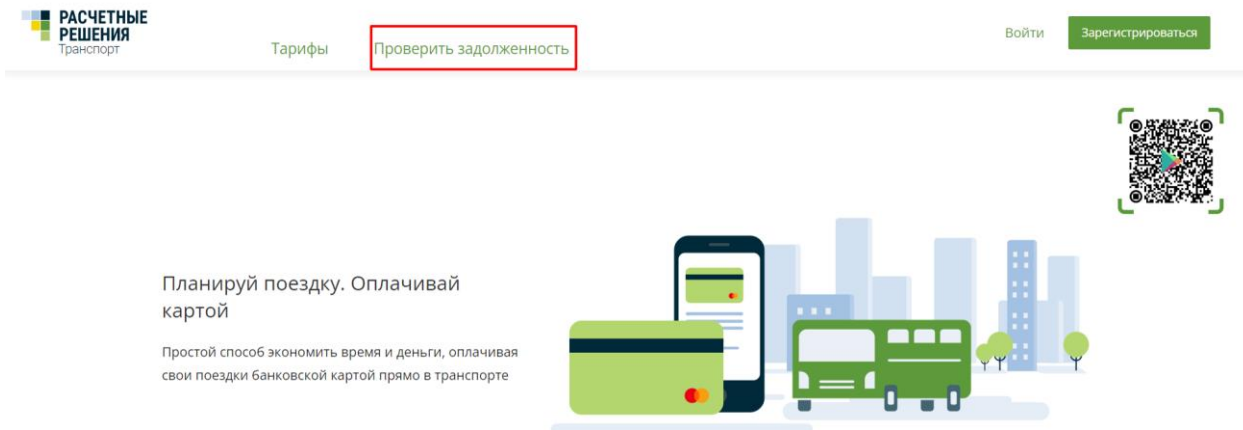 РАСЧЕТНЫЕ
РЕШЕНИЯ
Транспорт
Тарифы
Проверить задолженность
Войти
Зарегистрироваться
Планируй поездку. Оплачивай
картой
Простой способ экономить время и деньги, оплачивая
свои поездки банковской картой прямо в транспорте